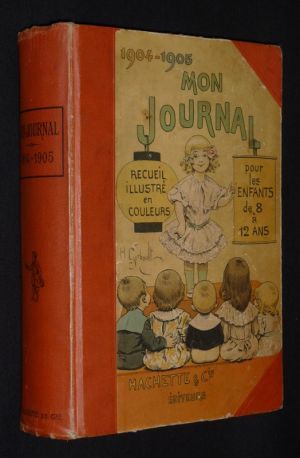 1904-1905
MON
JOURNAL
RECUEIL
ILLUSTRÉ
en
COULEURS
pour
les
ENFANTS
de 8
à
12 ANS
HACHETTE & Cie
ÉDITEURS
JOURNAL
1905